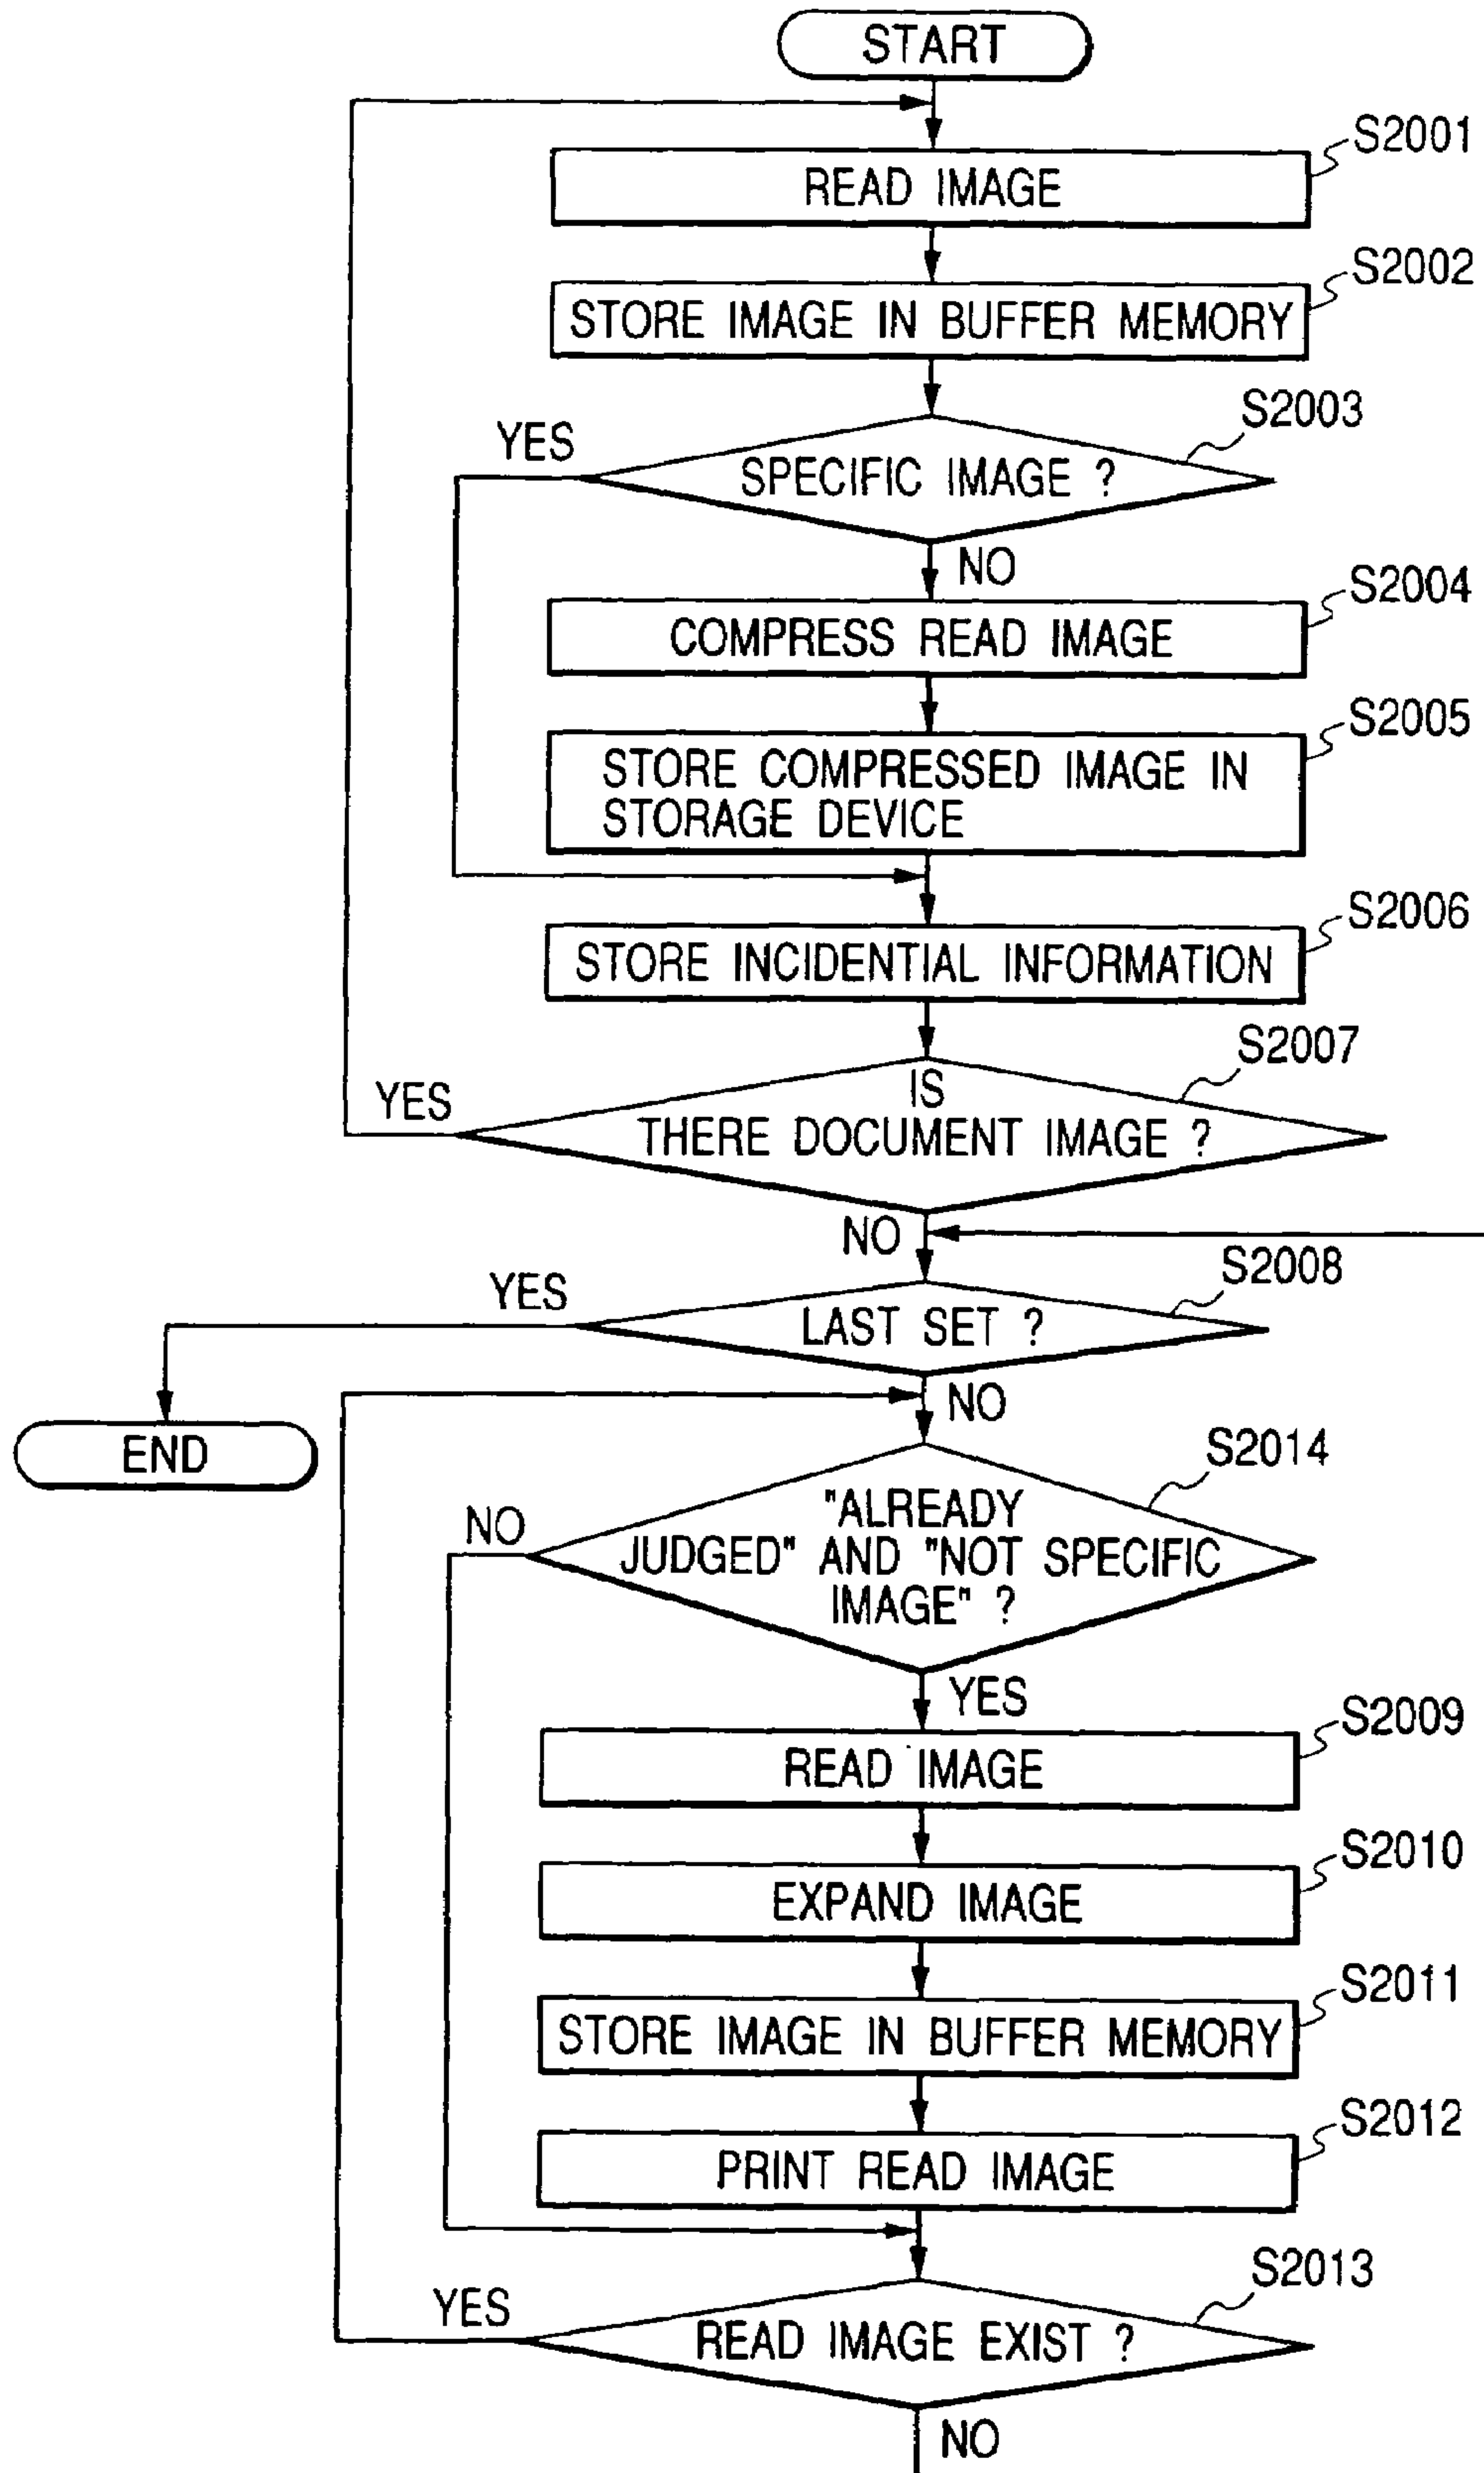 START
S2001
READ IMAGE
S2002
STORE IMAGE IN BUFFER MEMORY
S2003
YES
SPECIFIC IMAGE ?
NO
S2004
COMPRESS READ IMAGE
S2005
STORE COMPRESSED IMAGE IN
STORAGE DEVICE
S2006
STORE INCIDENTIAL INFORMATION
S2007
YES
IS
THERE DOCUMENT IMAGE ?
NO
S2008
YES
LAST SET ?
NO
END
S2014
NO
"ALREADY
JUDGED" AND "NOT SPECIFIC
IMAGE" ?
YES
S2009
READ IMAGE
S2010
EXPAND IMAGE
S2011
STORE IMAGE IN BUFFER MEMORY
S2012
PRINT READ IMAGE
S2013
YES
READ IMAGE EXIST ?
NO